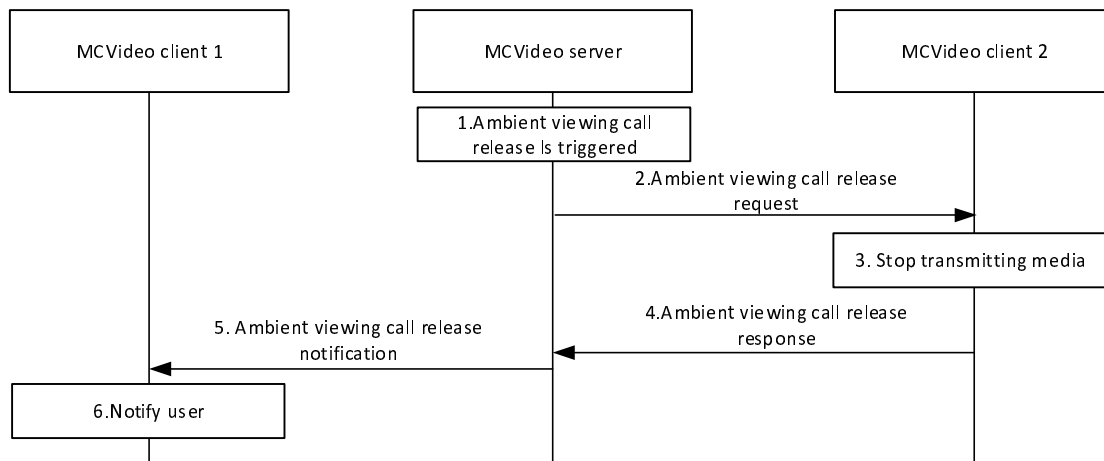 MCVideo client 1
MCVideo server
MCVideo client 2
1.Ambient viewing call
release Is triggered
2.Ambient viewing call release
request
3. Stop transmitting media
4.Ambient viewing call release
response
5. Ambient viewing call release
notification
6.Notify user